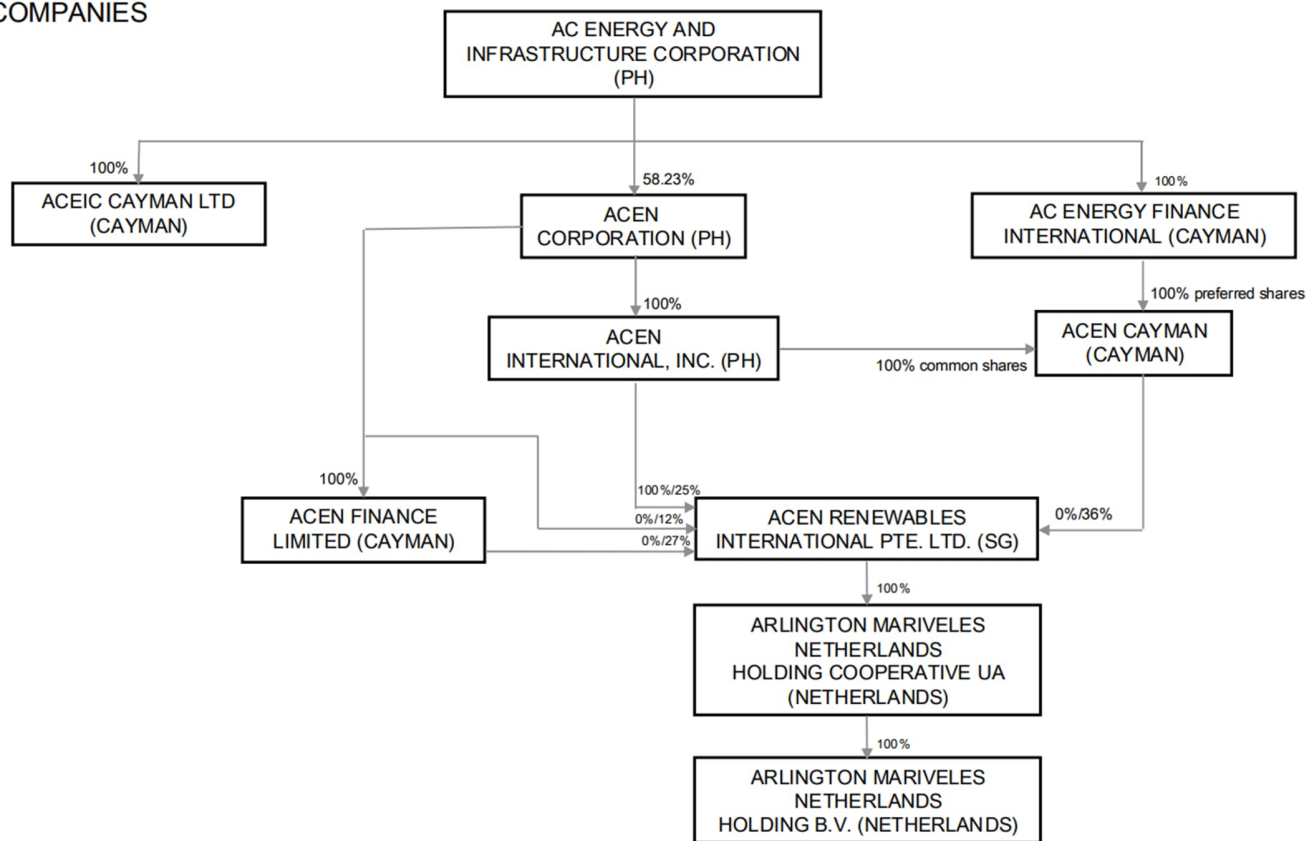 COMPANIES
AC ENERGY AND
INFRASTRUCTURE CORPORATION
(PH)
100%
58.23%
100%
ACEIC CAYMAN LTD
(CAYMAN)
ACEN
CORPORATION (PH)
AC ENERGY FINANCE
INTERNATIONAL (CAYMAN)
100%
100% preferred shares
ACEN
INTERNATIONAL, INC. (PH)
100% common shares
ACEN CAYMAN
(CAYMAN)
100%
100%/25%
0%/12%
0%/27%
0%/36%
ACEN FINANCE
LIMITED (CAYMAN)
ACEN RENEWABLES
INTERNATIONAL PTE. LTD. (SG)
100%
ARLINGTON MARIVELES
NETHERLANDS
HOLDING COOPERATIVE UA
(NETHERLANDS)
100%
ARLINGTON MARIVELES
NETHERLANDS
HOLDING B.V. (NETHERLANDS)